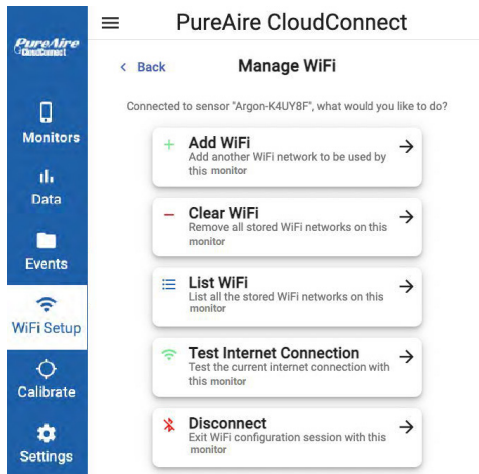 PureAire
CloudConnect
Monitors
Data
Events
WiFi Setup
Calibrate
Settings
PureAire CloudConnect
Back
Manage WiFi
Connected to sensor "Argon-K4UY8F", what would you like to do?
Add WiFi
Add another WiFi network to be used by
this monitor
Clear WiFi
Remove all stored WiFi networks on this
monitor
List WiFi
List all the stored WiFi networks on this
monitor
Test Internet Connection
Test the current internet connection with
this monitor
Disconnect
Exit WiFi configuration session with this
monitor